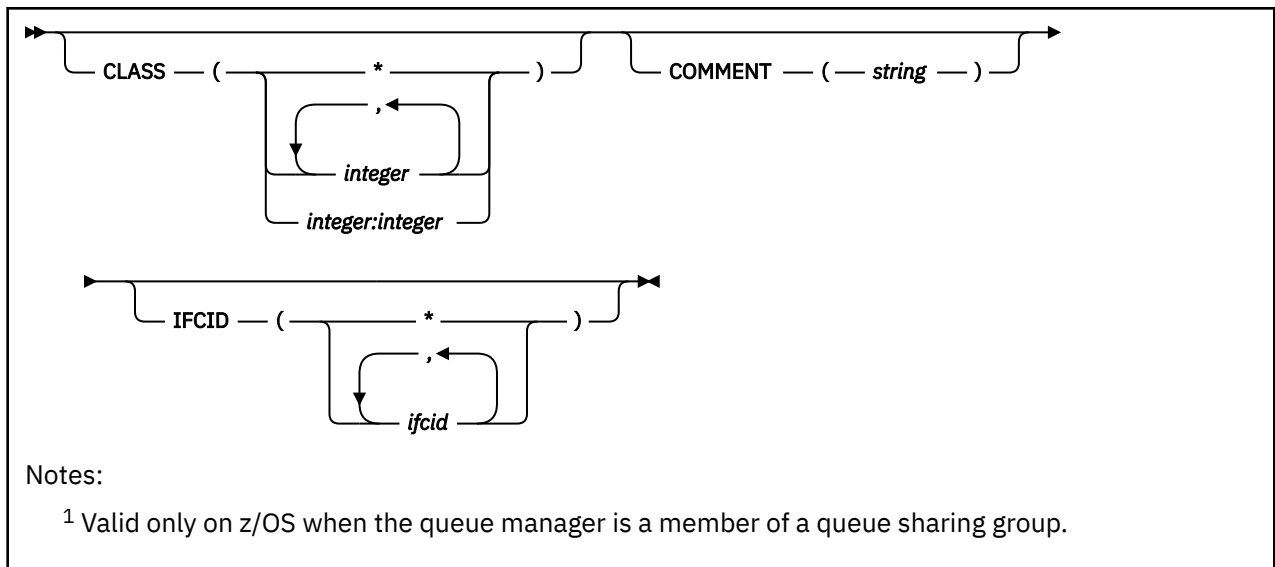 CLASS ( * ) COMMENT ( string )
,
integer
integer:integer
IFCID ( * )
,
ifcid
Notes:
1 Valid only on z/OS when the queue manager is a member of a queue sharing group.